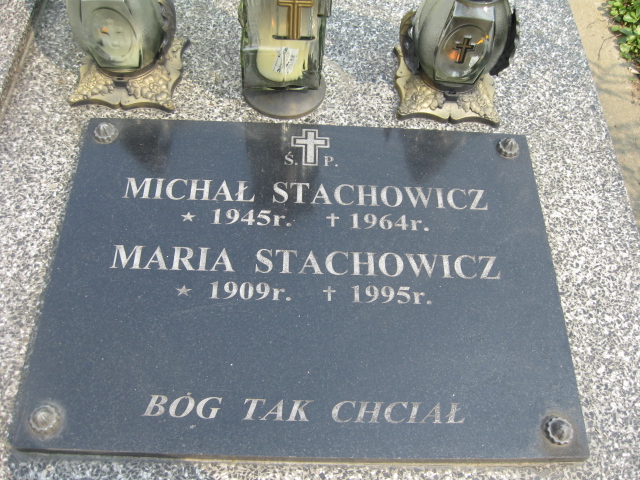 Ś. ✝ P.
MICHAŁ STACHOWICZ
★ 1945r. ✝ 1964r.
MARIA STACHOWICZ
★ 1909r. ✝ 1995r.
BÓG TAK CHCIAŁ